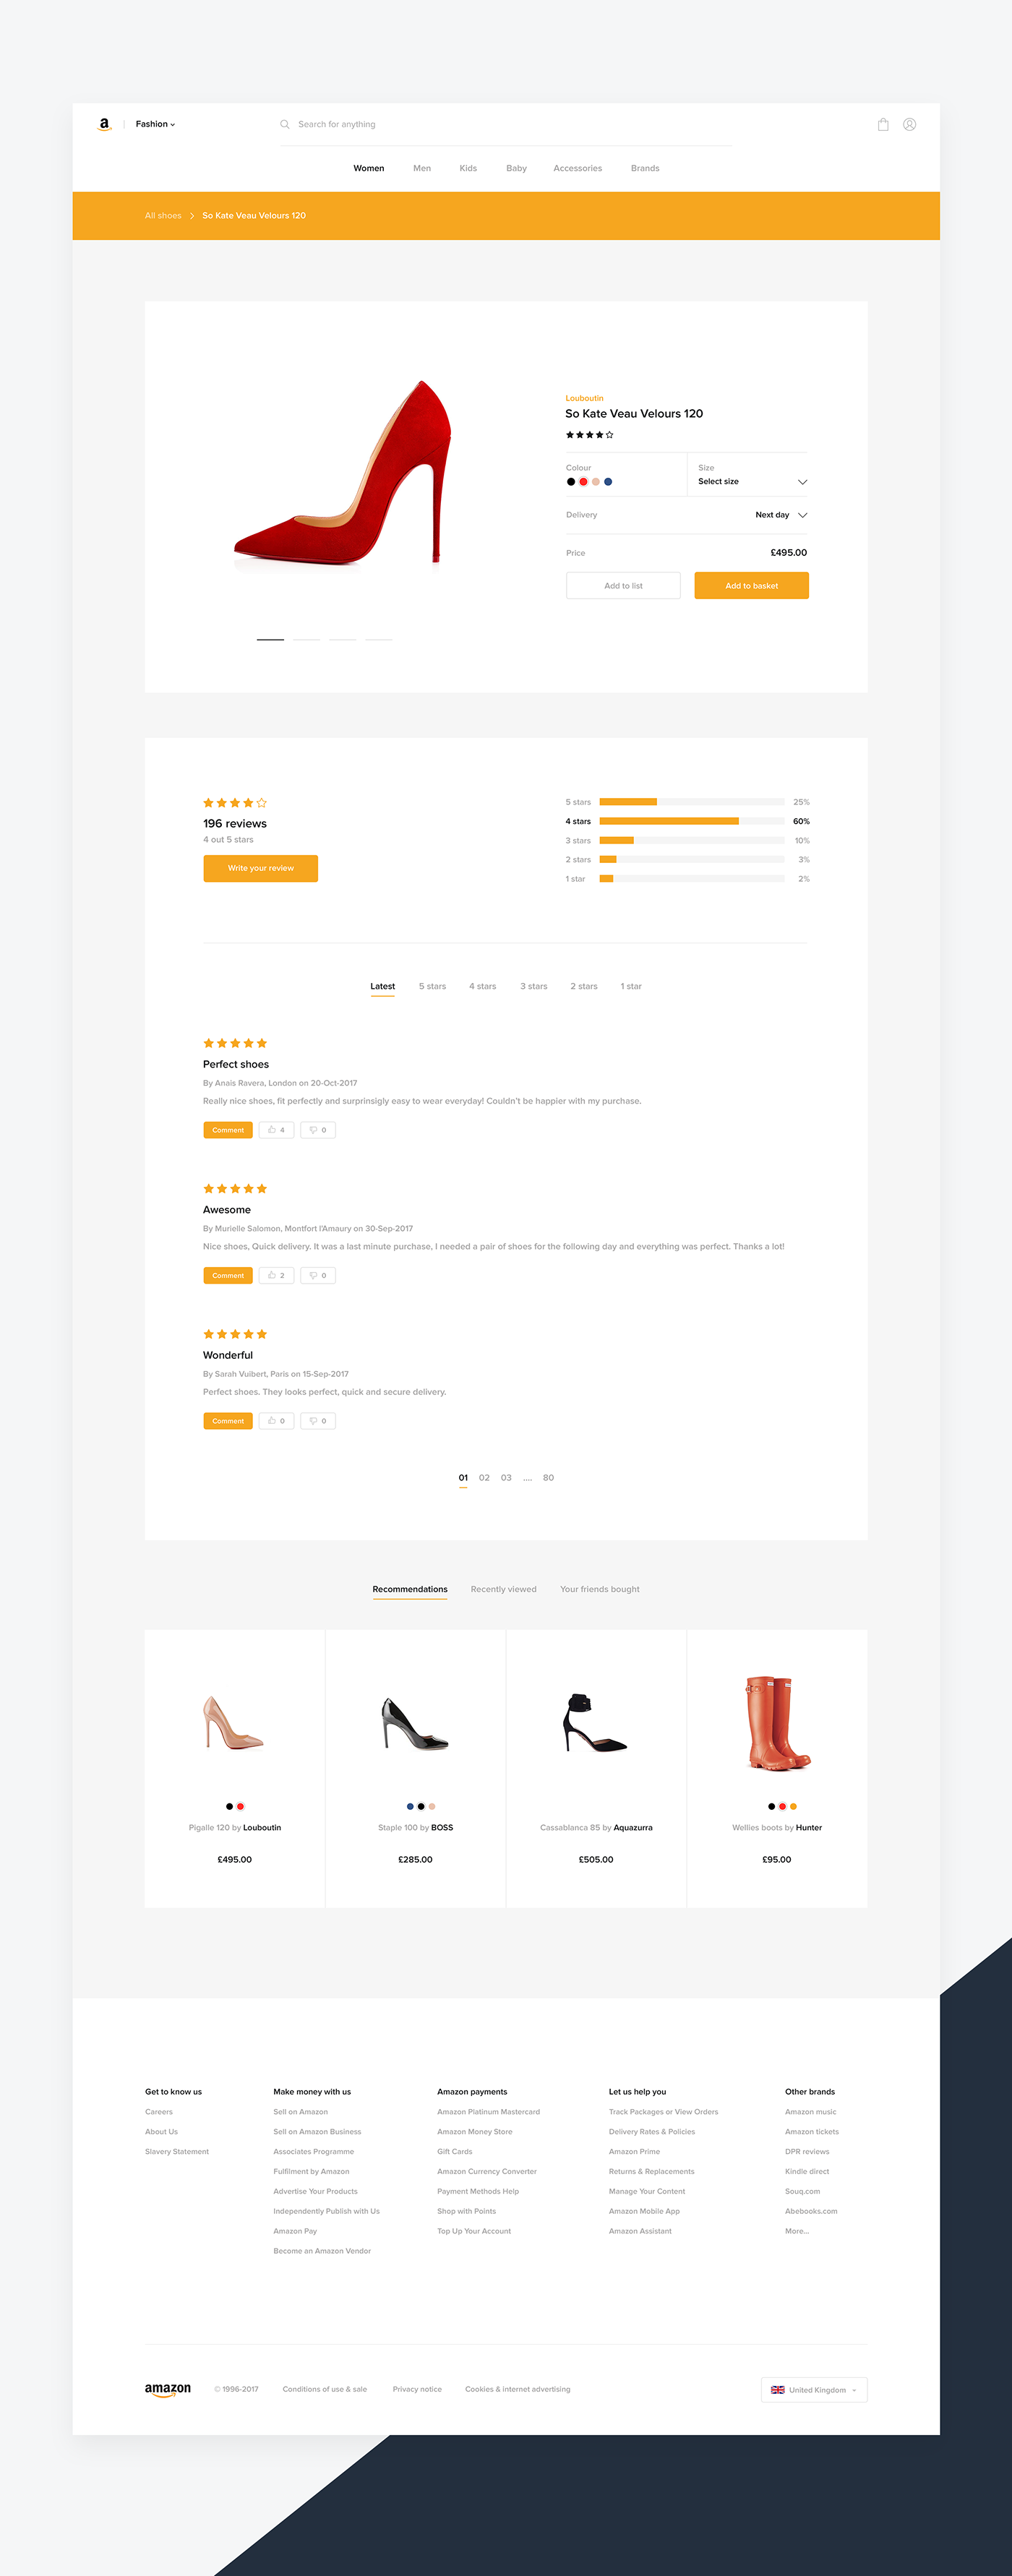 a
Fashion
Search for anything
Women Men Kids Baby Accessories Brands
All shoes So Kate Veau Velours 120
Louboutin
So Kate Veau Velours 120
Colour
Size
Select size
Delivery Next day
Price £495.00
Add to list Add to basket
196 reviews
4 out 5 stars
Write your review
5 stars 25%
4 stars 60%
3 stars 10%
2 stars 3%
1 star 2%
Latest 5 stars 4 stars 3 stars 2 stars 1 star
Perfect shoes
By Anais Ravera, London on 20-Oct-2017
Really nice shoes, fit perfectly and surprinsigly easy to wear everyday! Couldn't be happier with my purchase.
Comment 4 0
Awesome
By Murielle Salomon, Montfort l'Amaury on 30-Sep-2017
Nice shoes, Quick delivery. It was a last minute purchase, I needed a pair of shoes for the following day and everything was perfect. Thanks a lot!
Comment 2 0
Wonderful
By Sarah Vuibert, Paris on 15-Sep-2017
Perfect shoes. They looks perfect, quick and secure delivery.
Comment 0 0
01 02 03 .... 80
Recommendations Recently viewed Your friends bought
Pigalle 120 by Louboutin
£495.00
Staple 100 by BOSS
£285.00
Cassablanca 85 by Aquazurra
£505.00
Wellies boots by Hunter
£95.00
Get to know us
Careers
About Us
Slavery Statement
Make money with us
Sell on Amazon
Sell on Amazon Business
Associates Programme
Fulfilment by Amazon
Advertise Your Products
Independently Publish with Us
Amazon Pay
Become an Amazon Vendor
Amazon payments
Amazon Platinum Mastercard
Amazon Money Store
Gift Cards
Amazon Currency Converter
Payment Methods Help
Shop with Points
Top Up Your Account
Let us help you
Track Packages or View Orders
Delivery Rates & Policies
Amazon Prime
Returns & Replacements
Manage Your Content
Amazon Mobile App
Amazon Assistant
Other brands
Amazon music
Amazon tickets
DPR reviews
Kindle direct
Souq.com
Abebooks.com
More...
amazon © 1996-2017 Conditions of use & sale Privacy notice Cookies & internet advertising United Kingdom